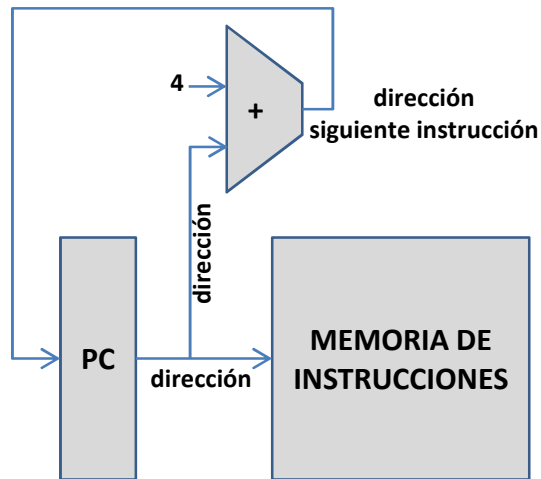 4
+
dirección
siguiente instrucción
dirección
PC
dirección
MEMORIA DE
INSTRUCCIONES